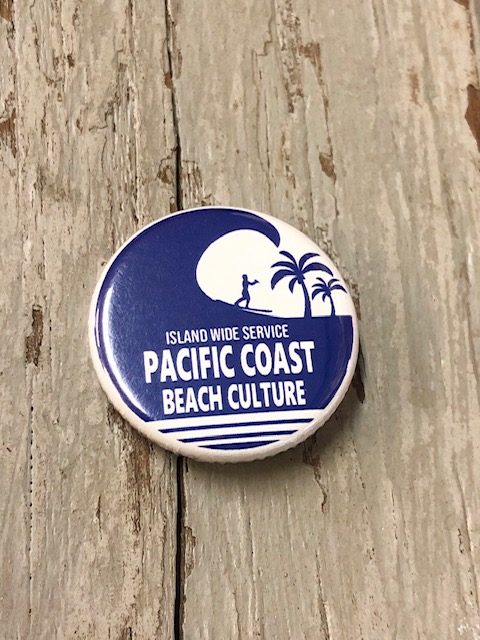 ISLAND WIDE SERVICE
PACIFIC COAST
BEACH CULTURE